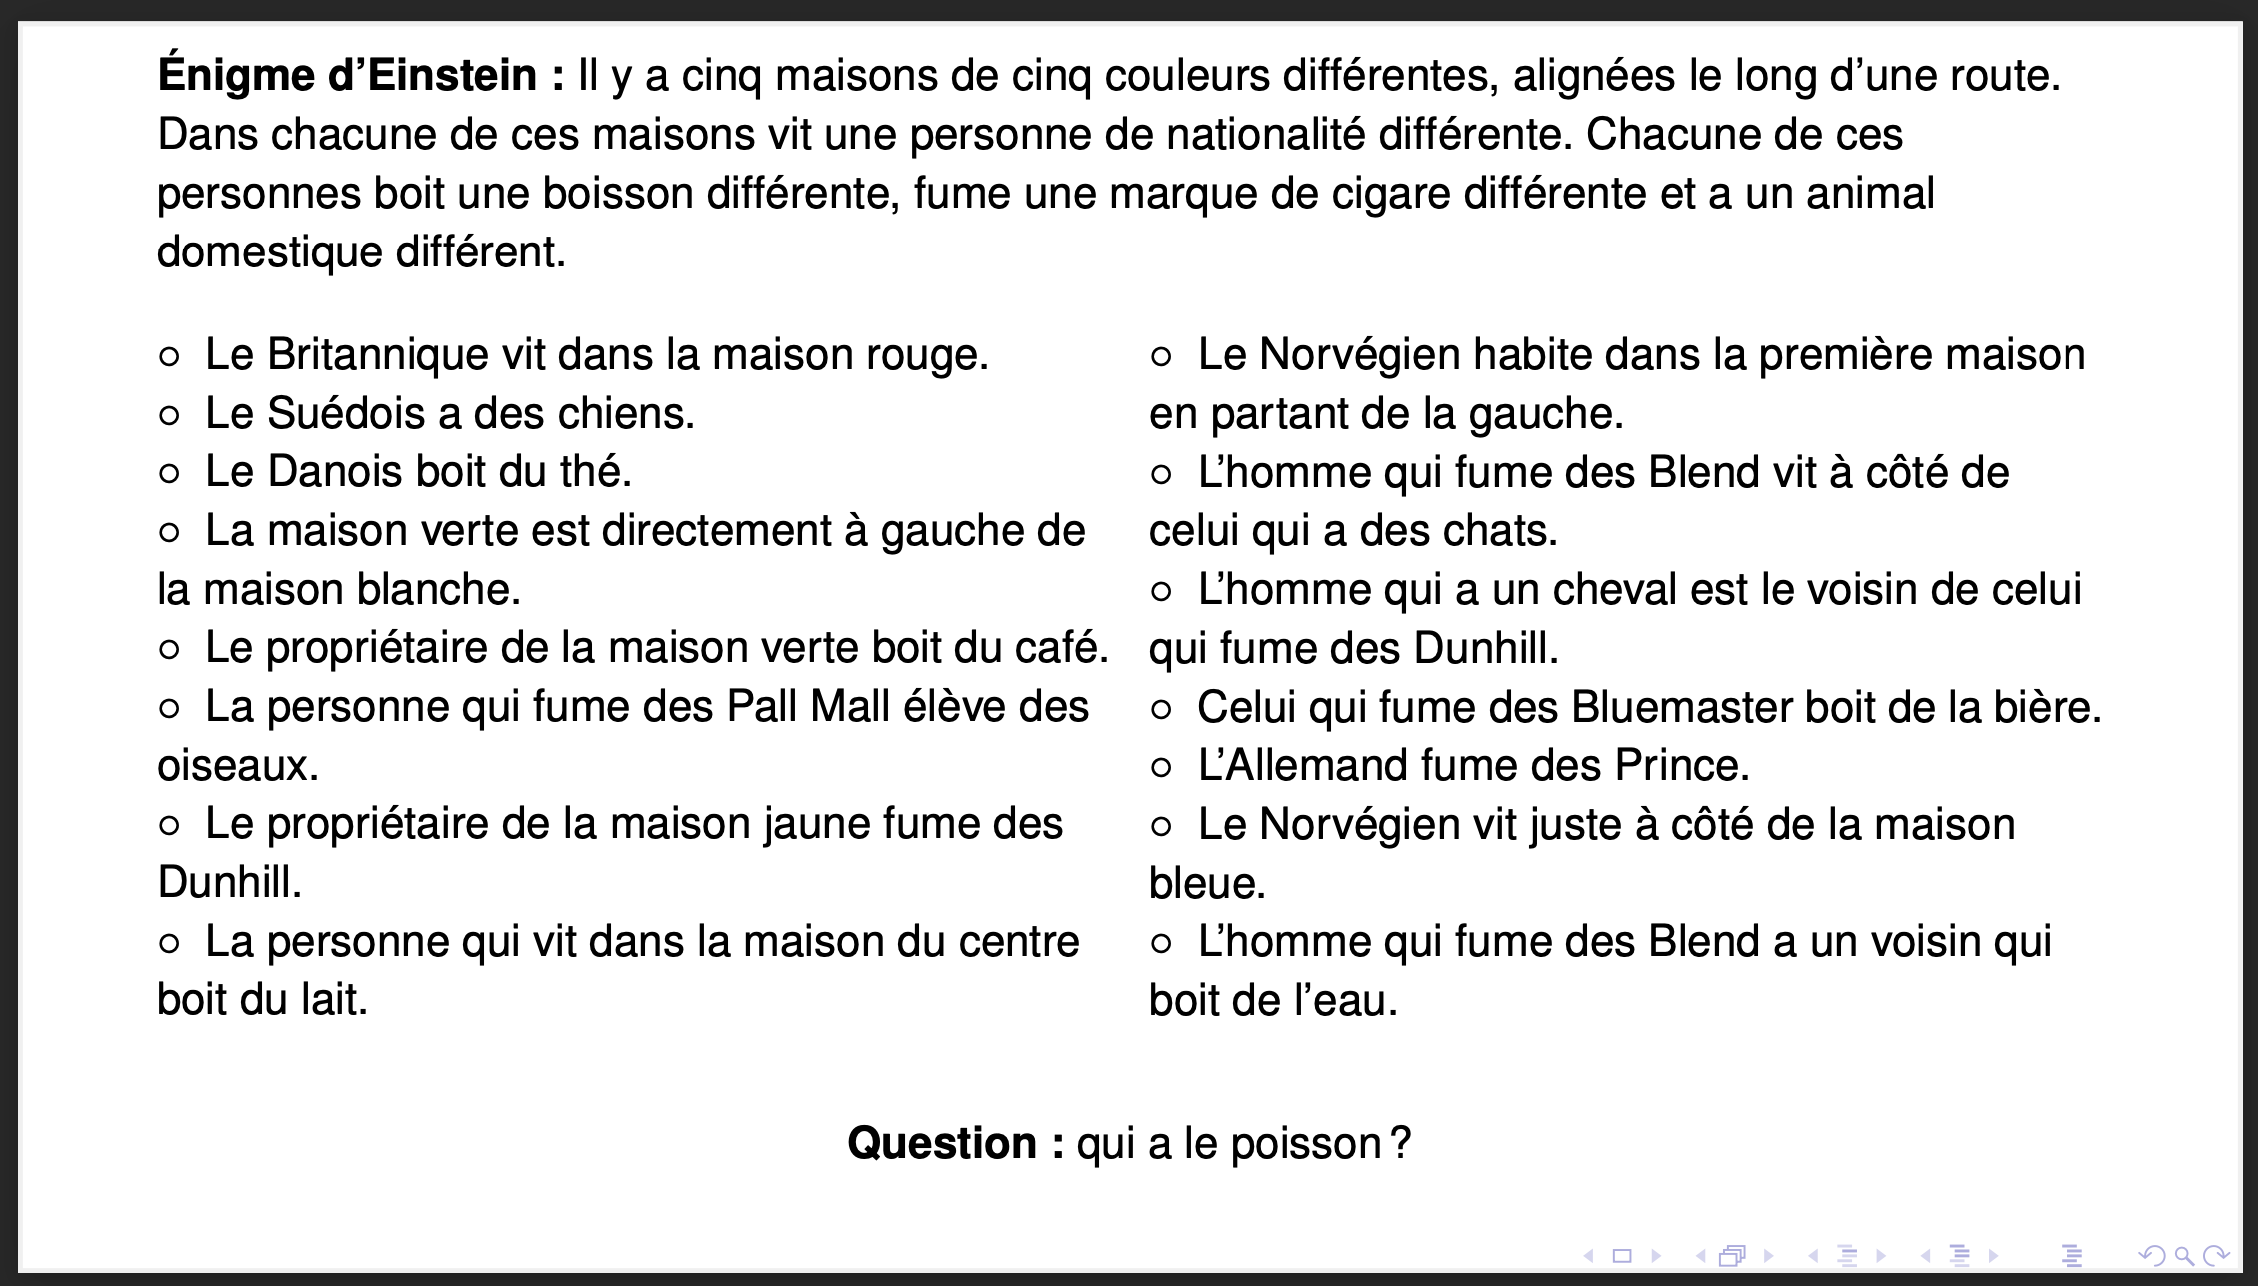 Énigme d’Einstein : Il y a cinq maisons de cinq couleurs différentes, alignées le long d’une route.
Dans chacune de ces maisons vit une personne de nationalité différente. Chacune de ces
personnes boit une boisson différente, fume une marque de cigare différente et a un animal
domestique différent.
○ Le Britannique vit dans la maison rouge.
○ Le Suédois a des chiens.
○ Le Danois boit du thé.
○ La maison verte est directement à gauche de
la maison blanche.
○ Le propriétaire de la maison verte boit du café.
○ La personne qui fume des Pall Mall élève des
oiseaux.
○ Le propriétaire de la maison jaune fume des
Dunhill.
○ La personne qui vit dans la maison du centre
boit du lait.
○ Le Norvégien habite dans la première maison
en partant de la gauche.
○ L’homme qui fume des Blend vit à côté de
celui qui a des chats.
○ L’homme qui a un cheval est le voisin de celui
qui fume des Dunhill.
○ Celui qui fume des Bluemaster boit de la bière.
○ L’Allemand fume des Prince.
○ Le Norvégien vit juste à côté de la maison
bleue.
○ L’homme qui fume des Blend a un voisin qui
boit de l’eau.
Question : qui a le poisson ?